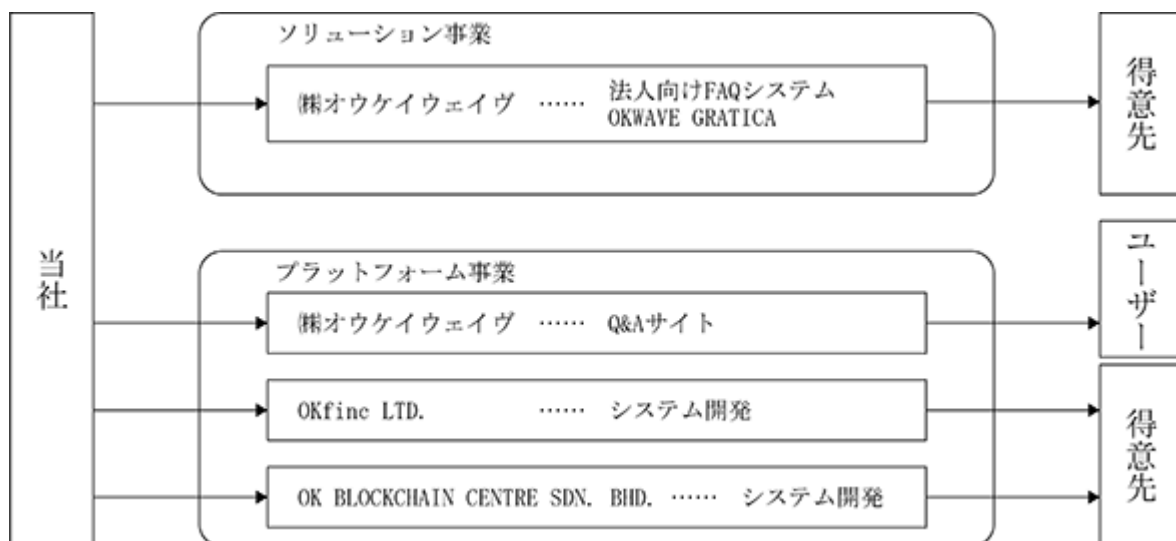 当社
ソリューション事業
㈱オウケイウェイヴ …… 法人向けFAQシステム
OKWAVE GRATICA
得意先
プラットフォーム事業
㈱オウケイウェイヴ …… Q&Aサイト
ユーザー
OKfinc LTD. …… システム開発
OK BLOCKCHAIN CENTRE SDN. BHD. …… システム開発
得意先